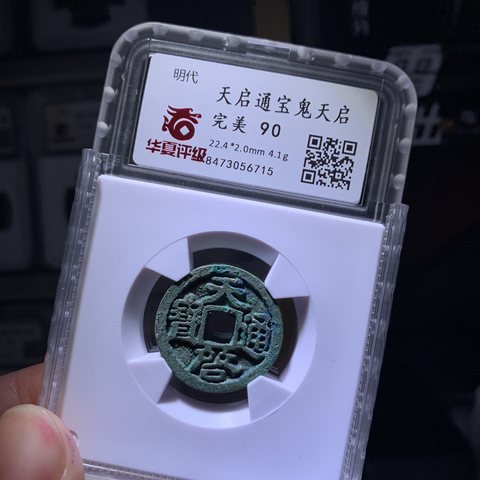 明代
天启通宝鬼天启
完美 90
22.4*2.0mm 4.1g
华夏评级
8473056715
天啟通寶